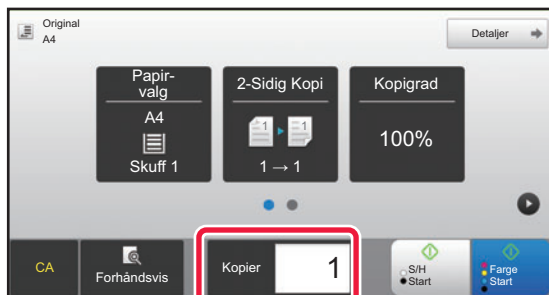 Original
A4
Detaljer
Papir-
valg
A4
Skuff 1
2-Sidig Kopi
1 1
1 → 1
Kopigrad
100%
CA
Forhåndsvis
Kopier 1
S/H
Start
Farge
Start